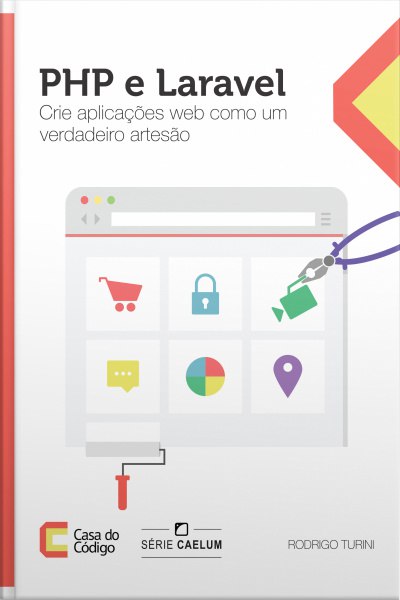 PHP e Laravel
Crie aplicações web como um
verdadeiro artesão
Casa do
Código
SÉRIE CAELUM
RODRIGO TURINI